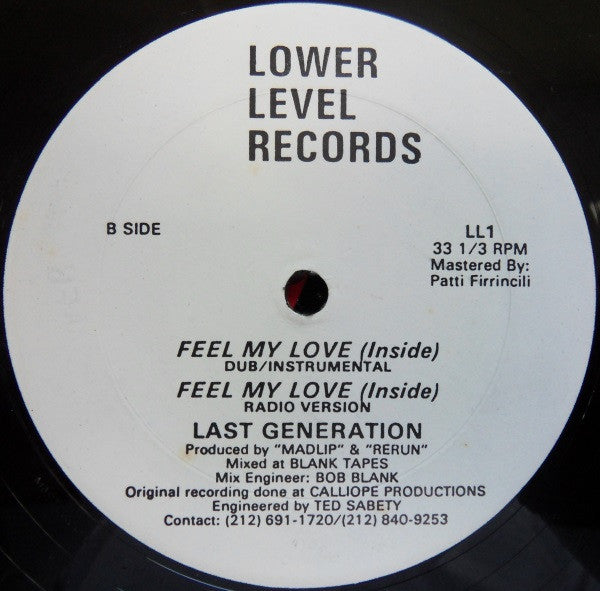 LOWER
LEVEL
RECORDS
B SIDE
LL1
33 1/3 RPM
Mastered By:
Patti Firrincili
FEEL MY LOVE (Inside)
DUB/INSTRUMENTAL
FEEL MY LOVE (Inside)
RADIO VERSION
LAST GENERATION
Produced by "MADLIP" & "RERUN"
Mixed at BLANK TAPES
Mix Engineer: BOB BLANK
Original recording done at CALLIOPE PRODUCTIONS
Engineered by TED SABETY
Contact: (212) 691-1720/(212) 840-9253